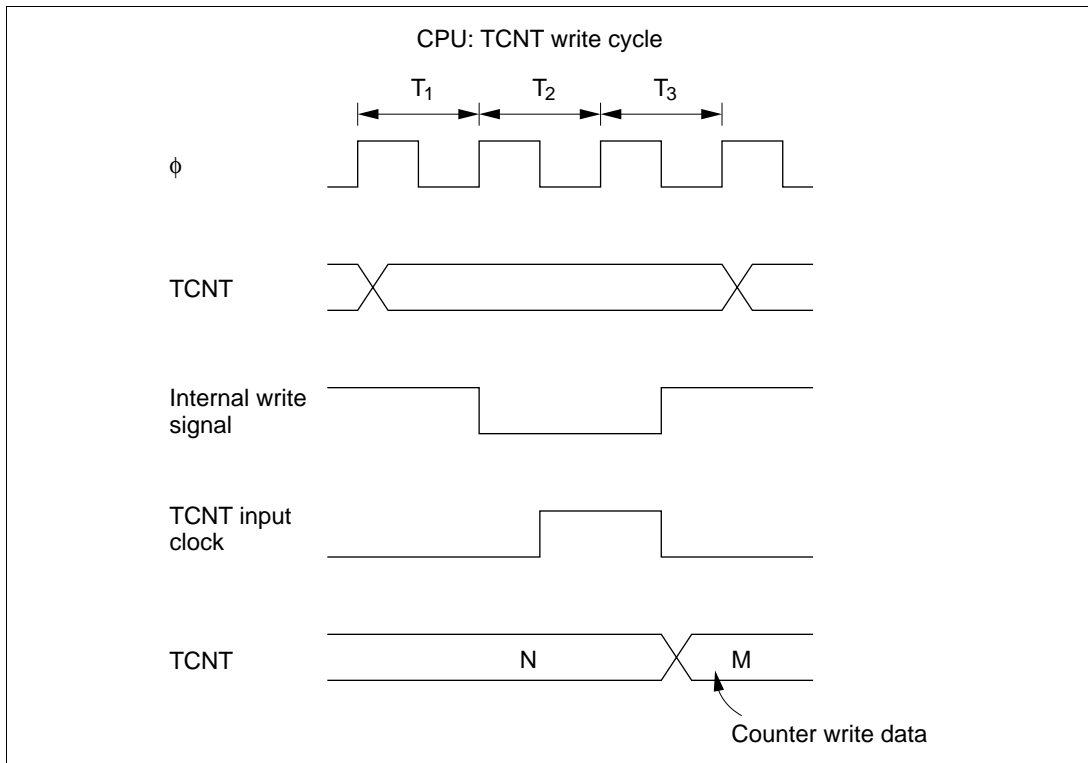 CPU: TCNT write cycle
T1 T2 T3
ϕ
TCNT
Internal write
signal
TCNT input
clock
TCNT N M
Counter write data